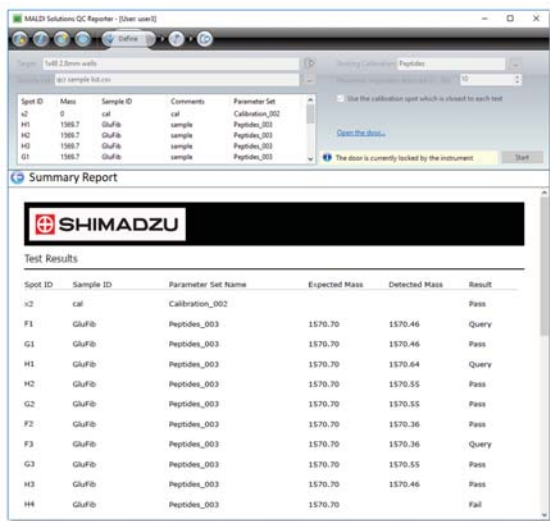 MALDI Solutions QC Reporter - [User: user3]
Define
Target: 1x48 2.8mm wells
qcr sample list.csv
Peptides
10
Use the calibration spot which is closest to each test
Spot ID Mass Sample ID Comments Parameter Set
x2 0 cal cal Calibration_002
H1 1569.7 GluFib sample Peptides_003
H2 1569.7 GluFib sample Peptides_003
H3 1569.7 GluFib sample Peptides_003
G1 1569.7 GluFib sample Peptides_003
Open the door...
The door is currently locked by the instrument
Start
Summary Report
SHIMADZU
Test Results
Spot ID Sample ID Parameter Set Name Expected Mass Detected Mass Result
x2 cal Calibration_002 Pass
F1 GluFib Peptides_003 1570.70 1570.46 Query
G1 GluFib Peptides_003 1570.70 1570.46 Pass
H1 GluFib Peptides_003 1570.70 1570.64 Query
H2 GluFib Peptides_003 1570.70 1570.55 Pass
G2 GluFib Peptides_003 1570.70 1570.55 Pass
F2 GluFib Peptides_003 1570.70 1570.36 Pass
F3 GluFib Peptides_003 1570.70 1570.36 Query
G3 GluFib Peptides_003 1570.70 1570.55 Pass
H3 GluFib Peptides_003 1570.70 1570.46 Pass
H4 GluFib Peptides_003 1570.70 Fail